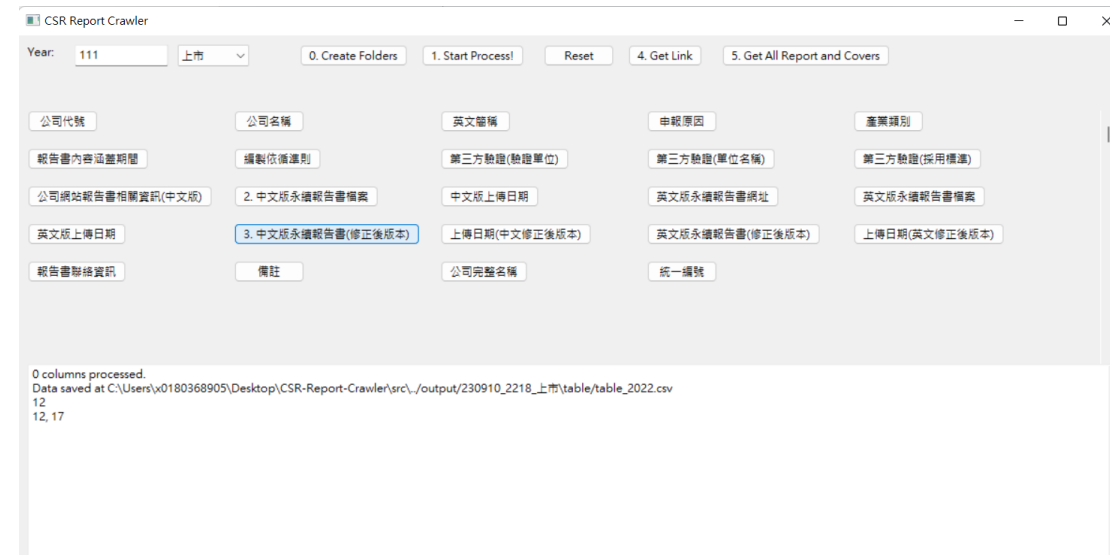 CSR Report Crawler
Year: 111 上市 0. Create Folders 1. Start Process! Reset 4. Get Link 5. Get All Report and Covers
公司代號 公司名稱 英文簡稱 申報原因 產業類別
報告書內容涵蓋期間 編製依循準則 第三方驗證(驗證單位) 第三方驗證(單位名稱) 第三方驗證(採用標準)
公司網站報告書相關資訊(中文版) 2. 中文版永續報告書檔案 中文版上傳日期 英文版永續報告書網址 英文版永續報告書檔案
英文版上傳日期 3. 中文版永續報告書(修正後版本) 上傳日期(中文修正後版本) 英文版永續報告書(修正後版本) 上傳日期(英文修正後版本)
報告書聯絡資訊 備註 公司完整名稱 統一編號
0 columns processed.
Data saved at C:\Users\x0180368905\Desktop\CSR-Report-Crawler\src\../output/230910_2218_上市\table/table_2022.csv
12
12, 17